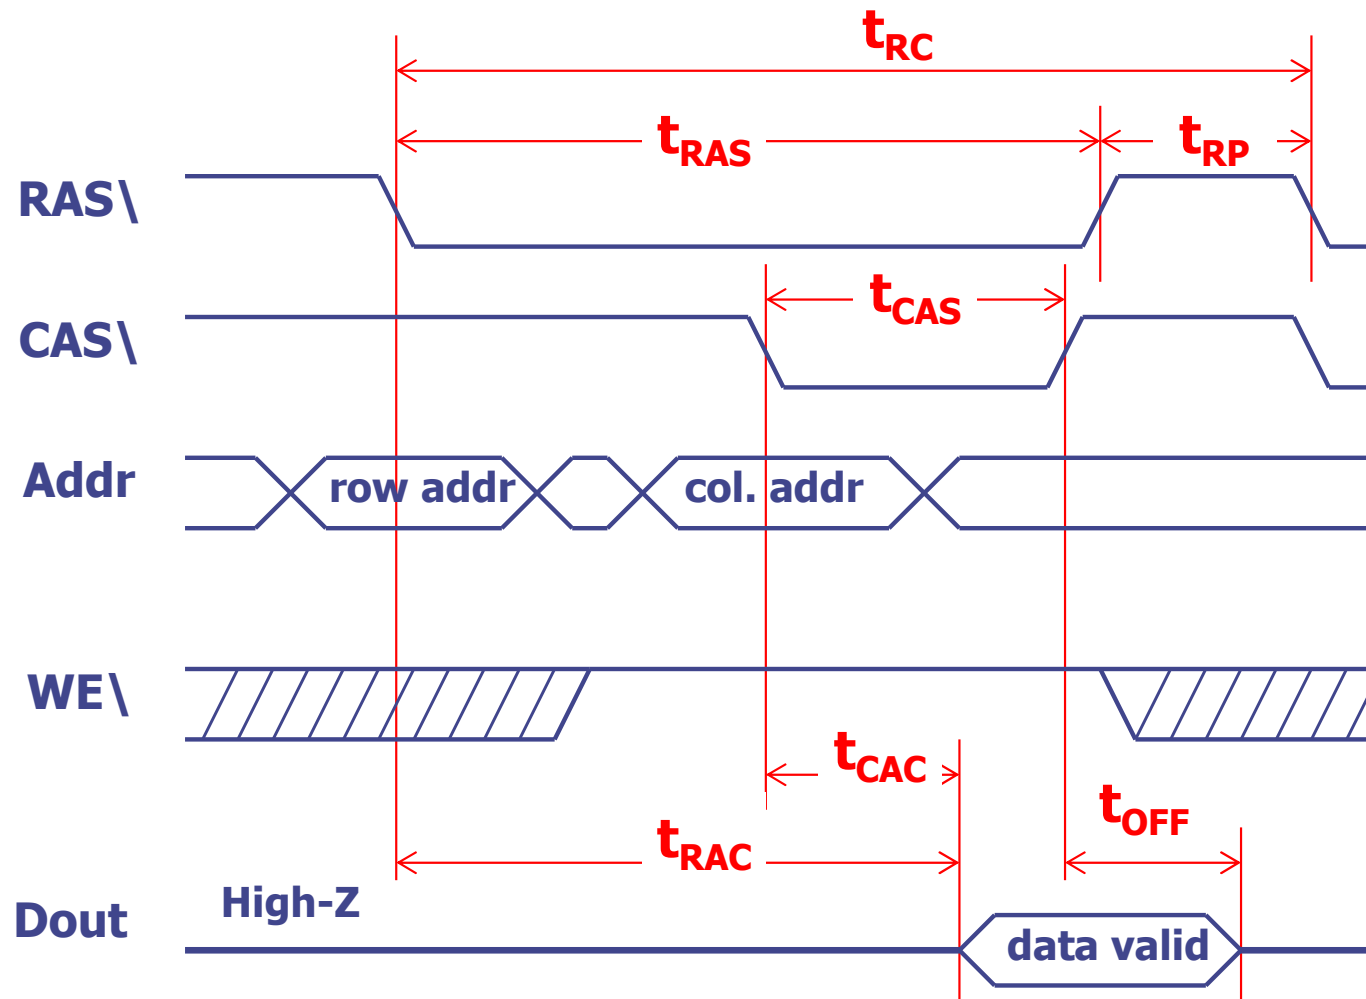 tRC
tRAS
tRP
RAS\
tCAS
CAS\
Addr
row addr
col. addr
WE\
tCAC
tOFF
tRAC
High-Z
Dout
data valid